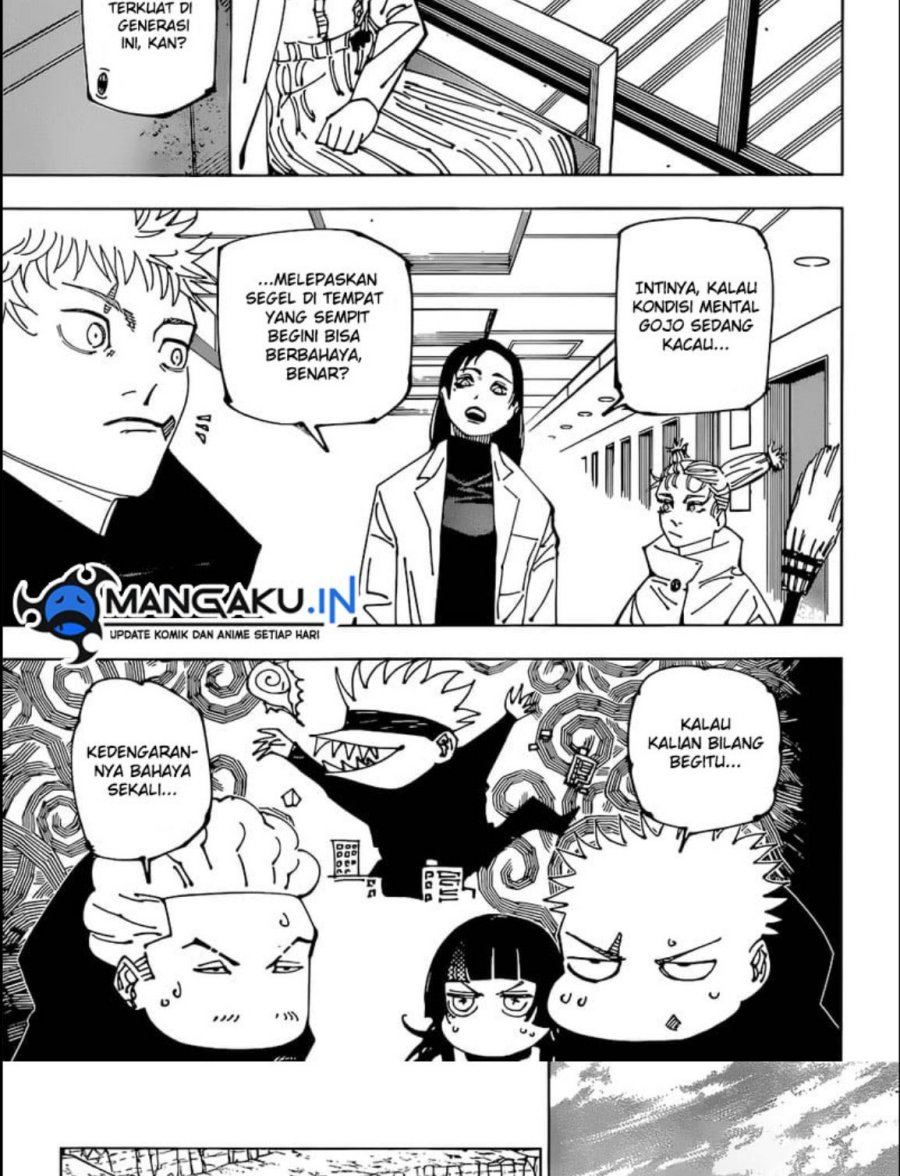 TERKUAT DI
GENERASI
INI, KAN?
INTINYA, KALAU
KONDISI MENTAL
GOJO SEDANG
KACAU...
...MELEPASKAN
SEGEL DI TEMPAT
YANG SEMPIT
BEGINI BISA
BERBAHAYA,
BENAR?
MANGAKU.IN
UPDATE KOMIK DAN ANIME SETIAP HARI
KALAU
KALIAN BILANG
BEGITU...
KEDENGARAN-
NYA BAHAYA
SEKALI...